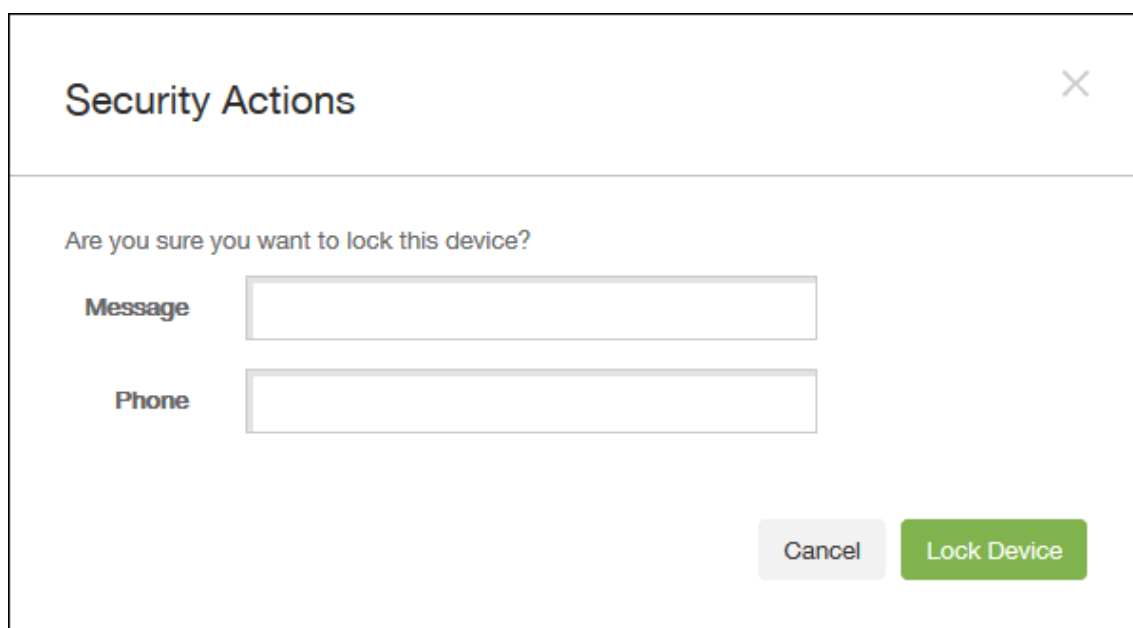 Security Actions
Are you sure you want to lock this device?
Message
Phone
Cancel Lock Device